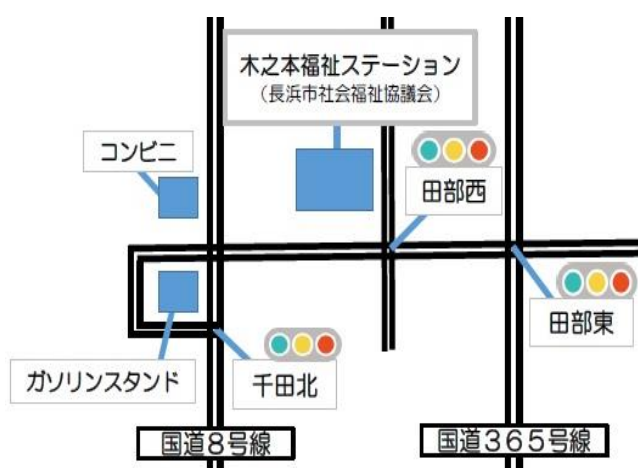 木之本福祉ステーション
（長浜市社会福祉協議会）
コンビニ
田部西
田部東
ガソリンスタンド
千田北
国道8号線
国道３６５号線